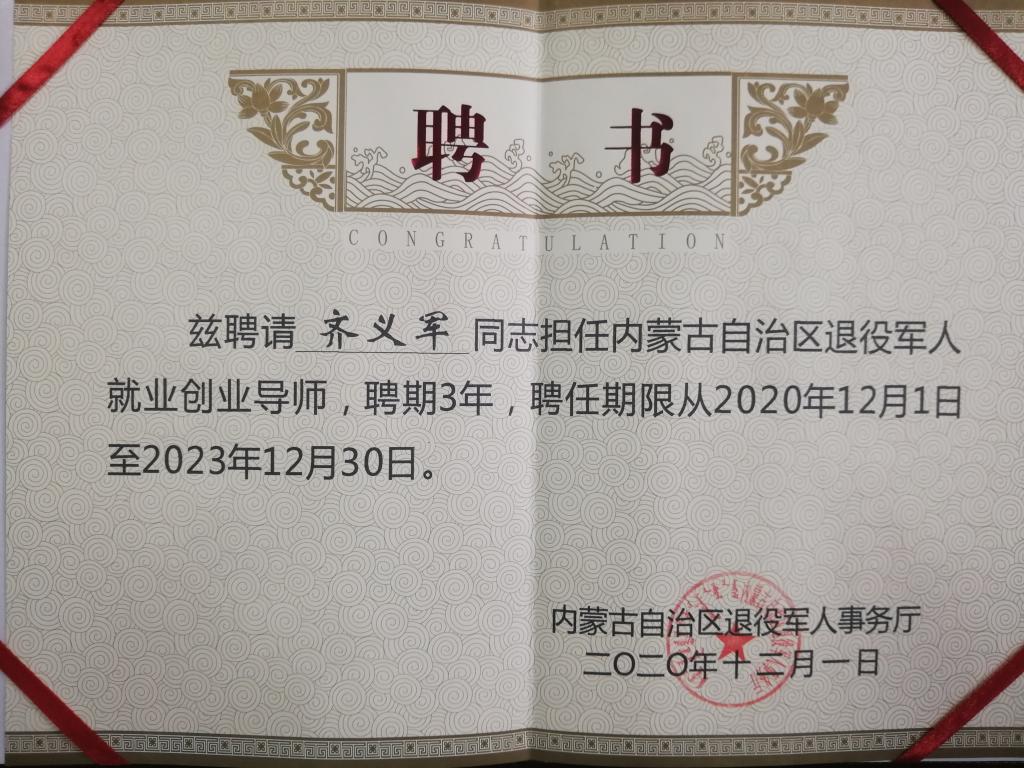 聘 书
CONGRATULATION
兹聘请 齐义军 同志担任内蒙古自治区退役军人
就业创业导师，聘期3年，聘任期限从2020年12月1日
至2023年12月30日。
内蒙古自治区退役军人事务厅
二〇二〇年十二月一日